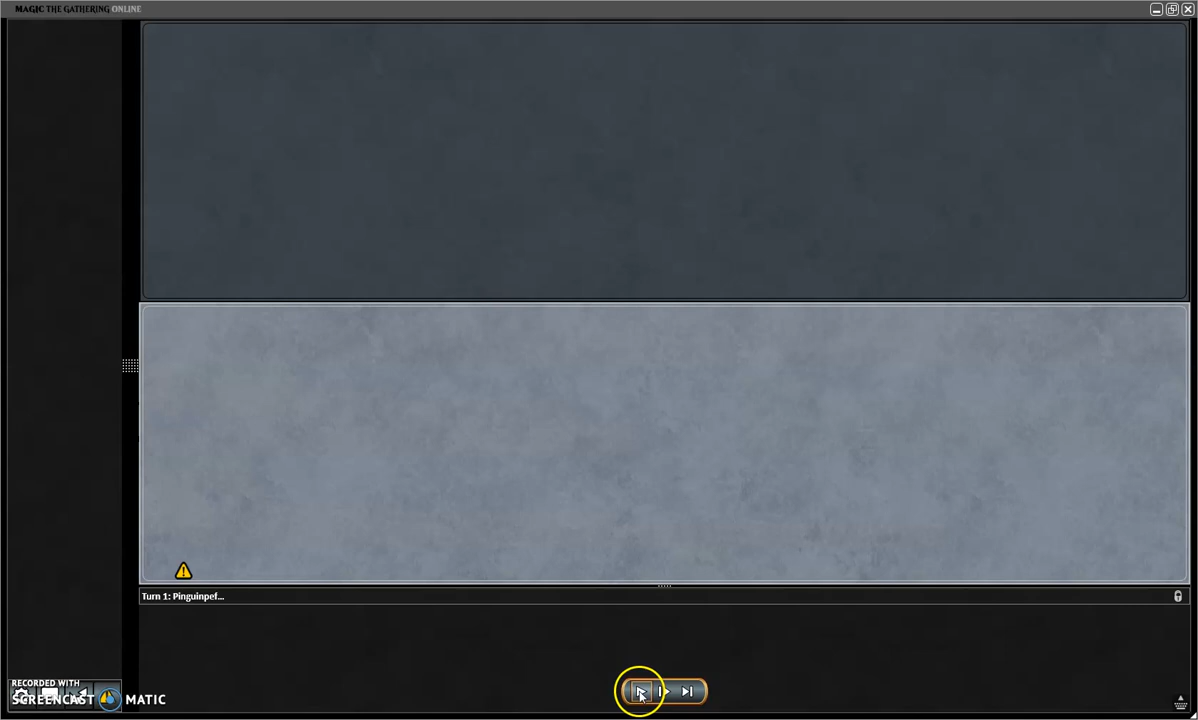 MAGIC THE GATHERING ONLINE
Turn 1: Pinguinpef...
RECORDED WITH
SCREENCAST MATIC